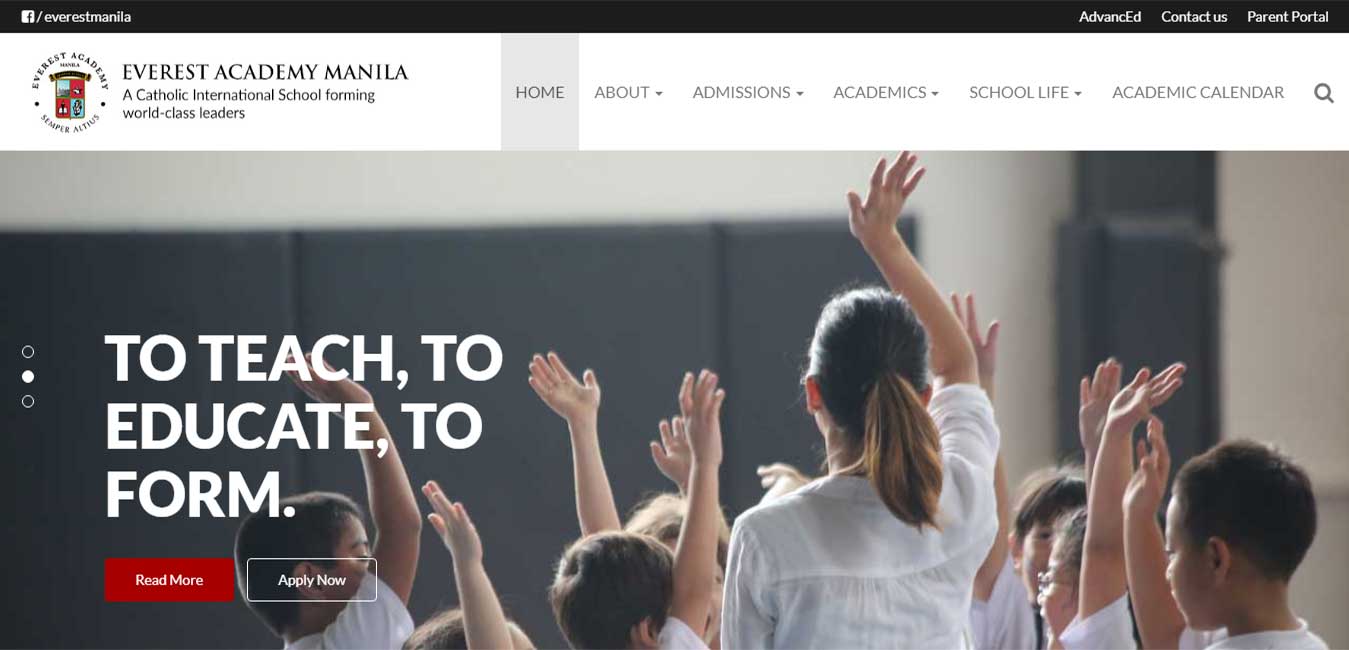 / everestmanila
AdvancEd Contact us Parent Portal
EVEREST ACADEMY
MANILA
SEMPER ALTIUS
EVEREST ACADEMY MANILA
A Catholic International School forming
world-class leaders
HOME ABOUT ADMISSIONS ACADEMICS SCHOOL LIFE ACADEMIC CALENDAR
TO TEACH, TO
EDUCATE, TO
FORM.
Read More Apply Now